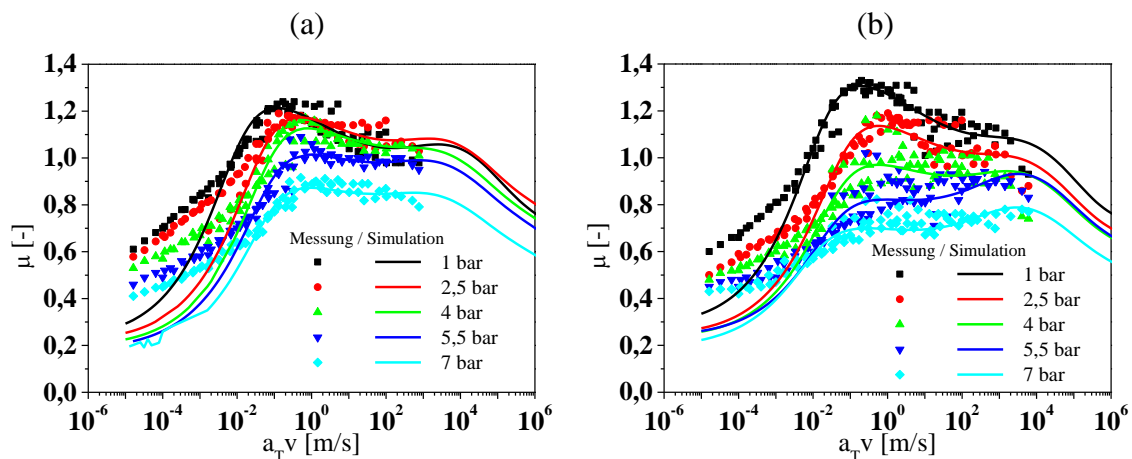 (a)
1,4
1,2
1,0
0,8
0,6
0,4
0,2
0,0
μ [-]
Messung / Simulation
1 bar
2,5 bar
4 bar
5,5 bar
7 bar
10^-6 10^-4 10^-2 10^0 10^2 10^4 10^6
a_T v [m/s]
(b)
1,4
1,2
1,0
0,8
0,6
0,4
0,2
0,0
μ [-]
Messung / Simulation
1 bar
2,5 bar
4 bar
5,5 bar
7 bar
10^-6 10^-4 10^-2 10^0 10^2 10^4 10^6
a_T v [m/s]